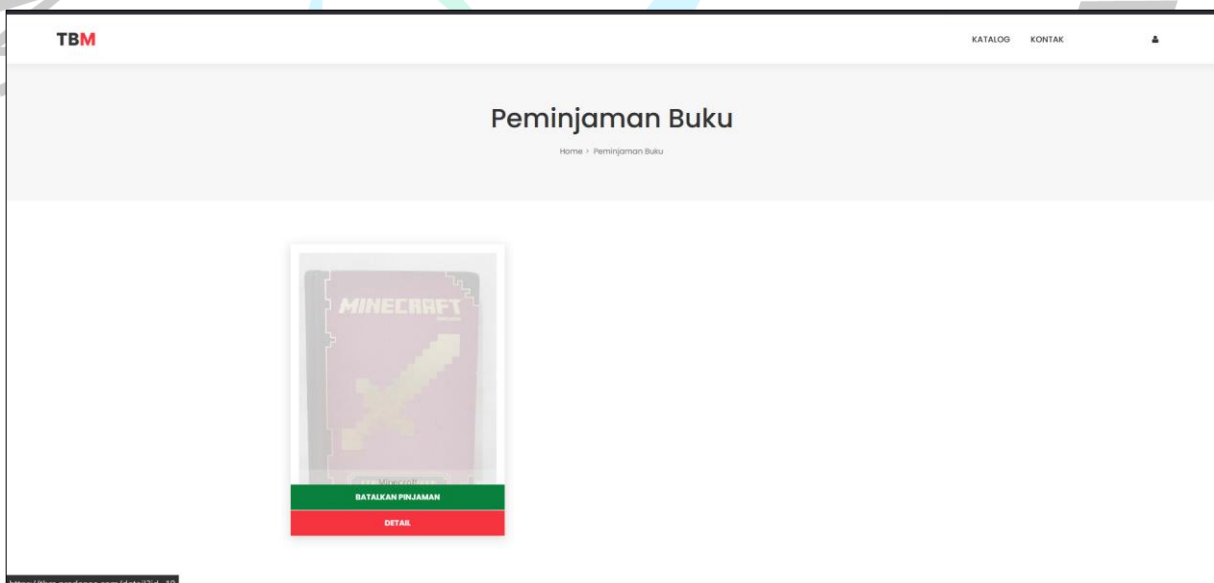 TBM
KATALOG KONTAK
Peminjaman Buku
Home > Peminjaman Buku
MINECRAFT
Minecraft
BATALKAN PINJAMAN
DETAIL